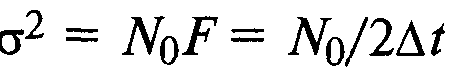 σ² = N₀F = N₀/2Δt